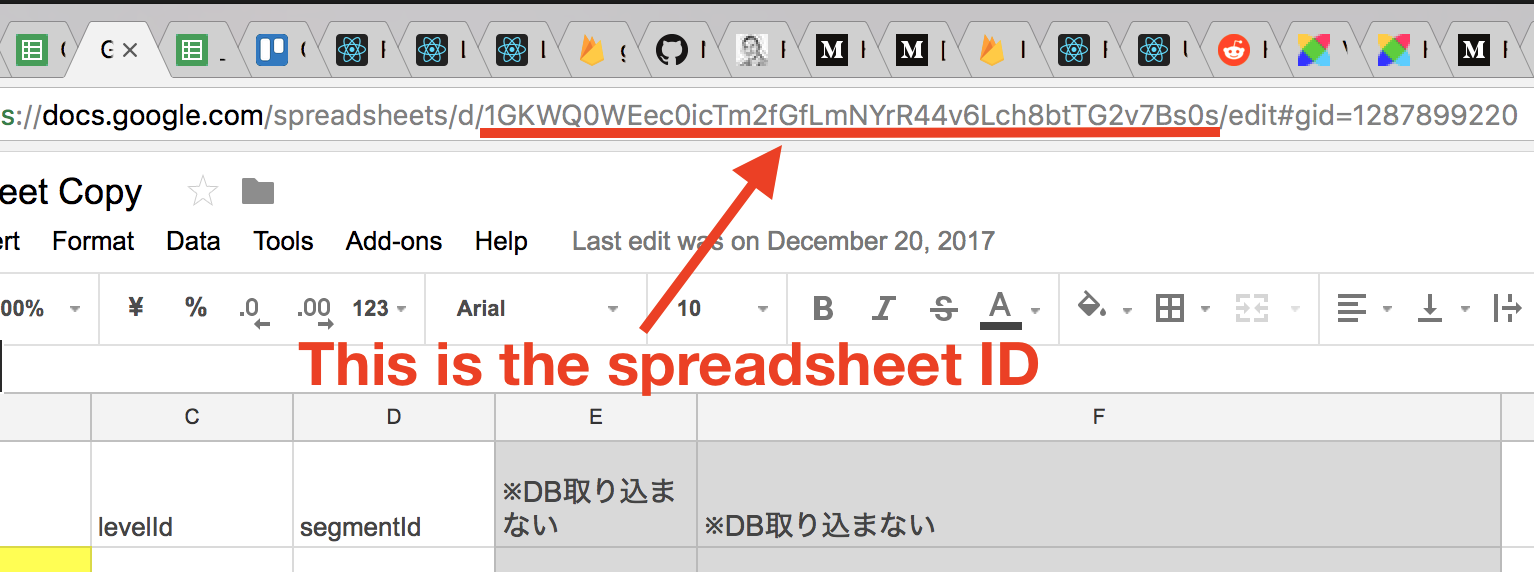 s://docs.google.com/spreadsheets/d/1GKWQ0WEec0icTm2fGfLmNYrR44v6Lch8btTG2v7Bs0s/edit#gid=1287899220
eet Copy
ert Format Data Tools Add-ons Help Last edit was on December 20, 2017
00% ¥ % .0 .00 123 Arial 10 B I S A
This is the spreadsheet ID
C D E F
levelId segmentId ※DB取り込ま
ない ※DB取り込まない